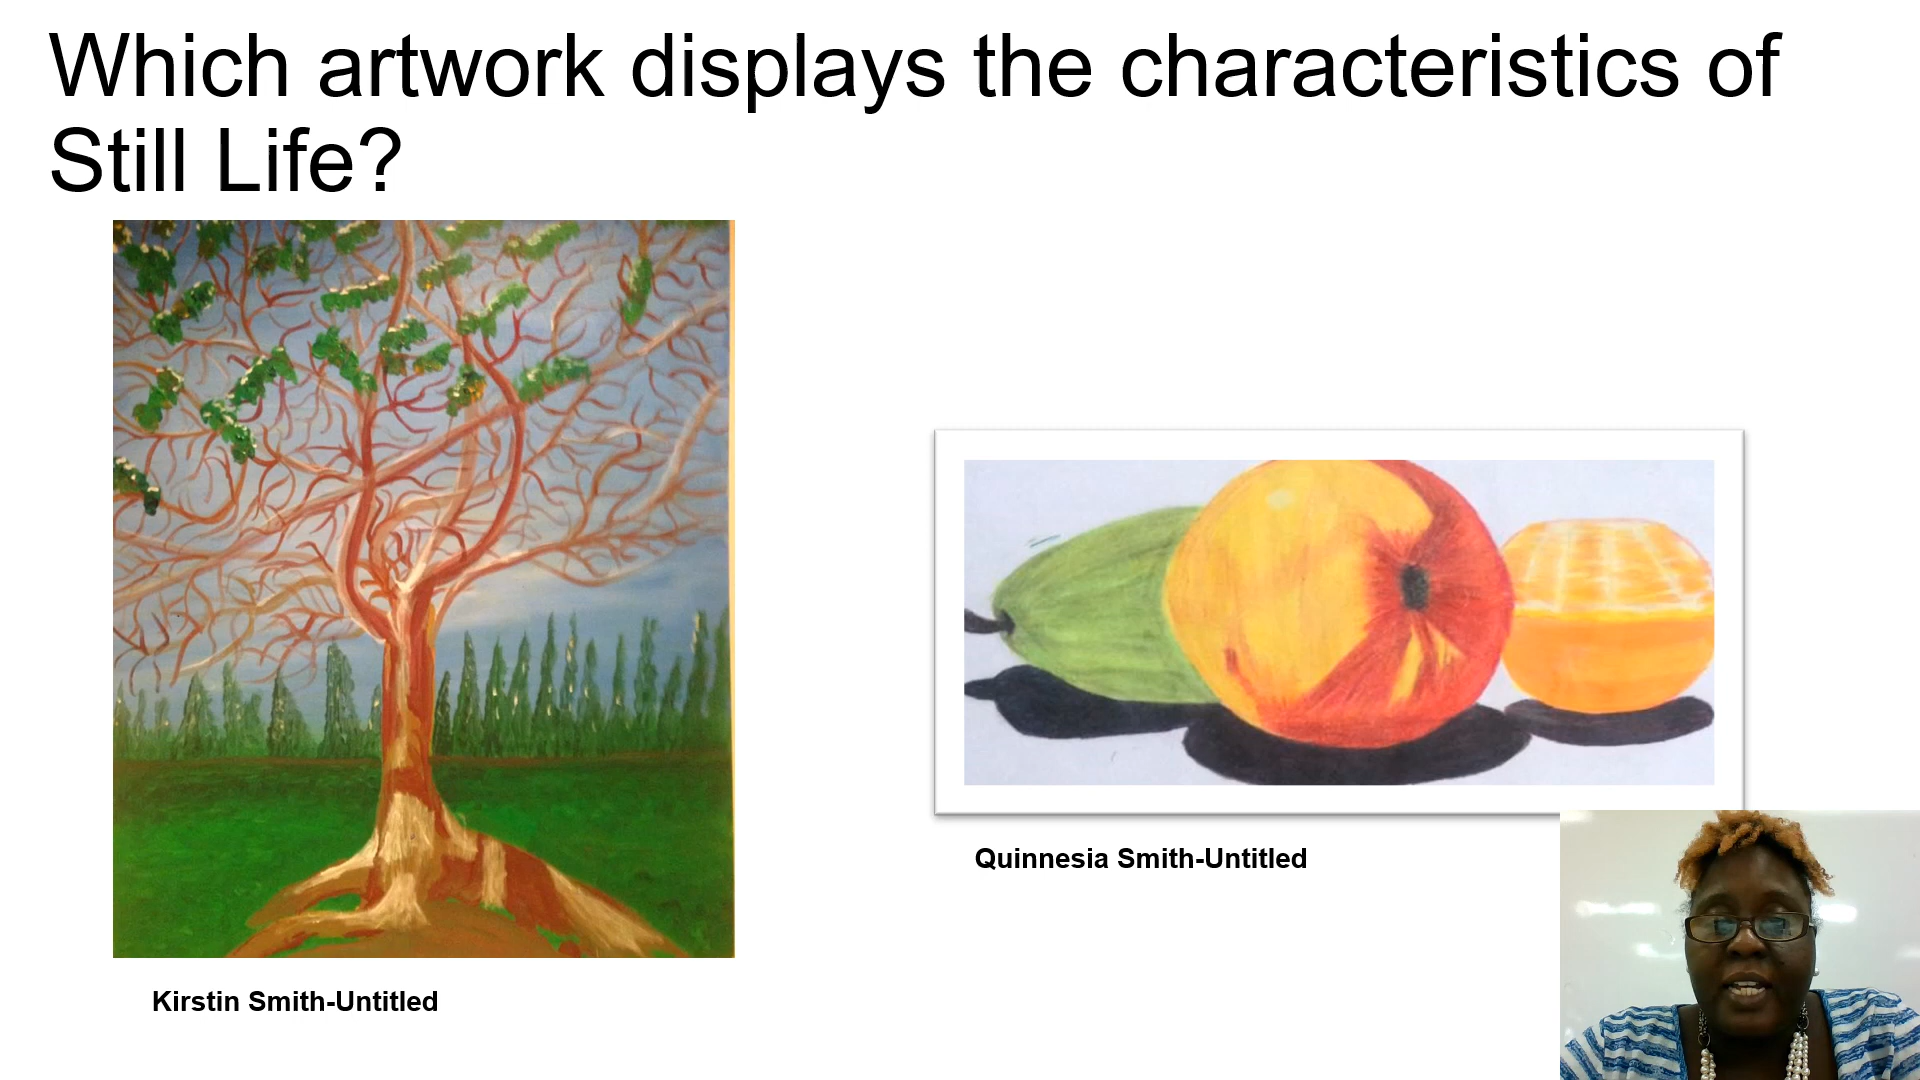 Which artwork displays the characteristics of
Still Life?
Quinnesia Smith-Untitled
Kirstin Smith-Untitled